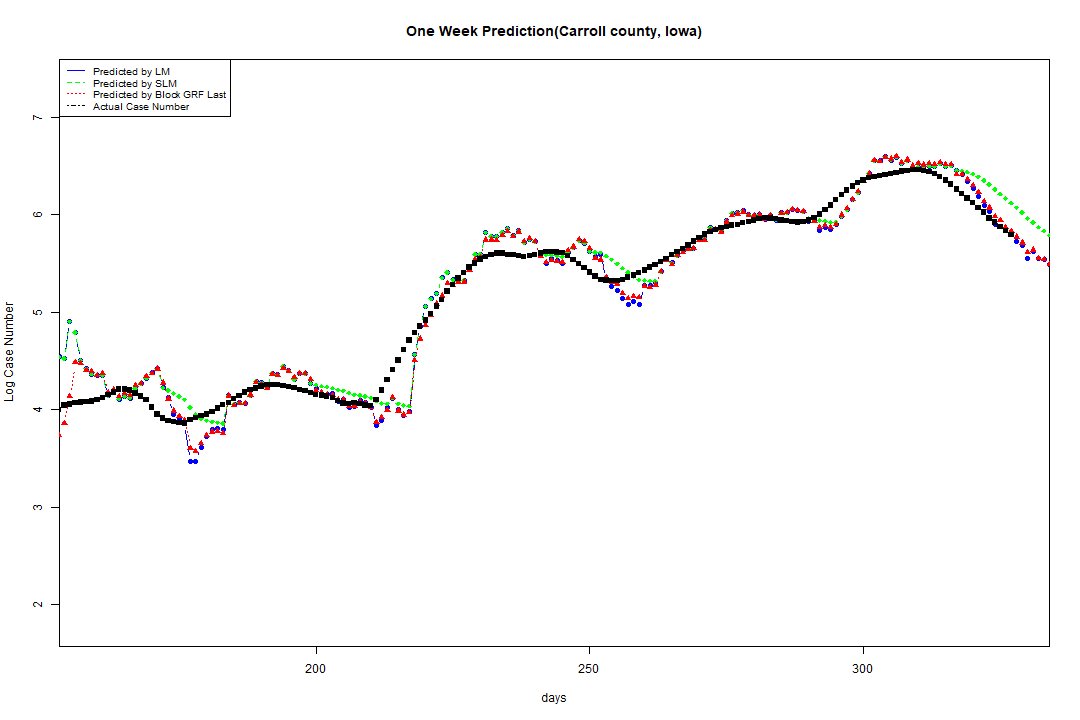 One Week Prediction(Carroll county, Iowa)
Predicted by LM
Predicted by SLM
Predicted by Block GRF Last
Actual Case Number
7
6
5
4
3
2
Log Case Number
200
250
300
days